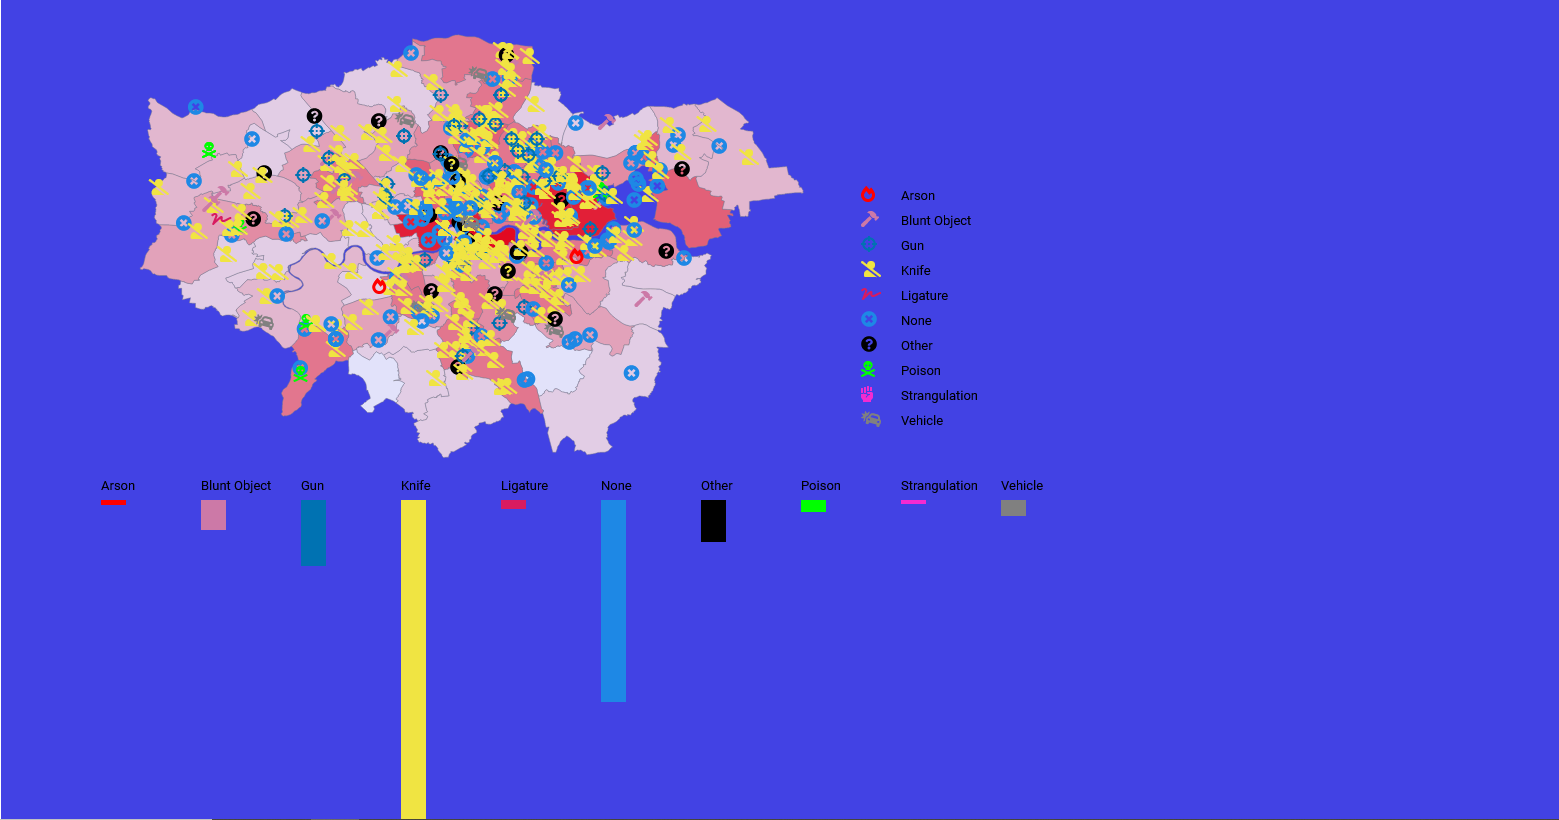 Arson
Blunt Object
Gun
Knife
Ligature
None
Other
Poison
Strangulation
Vehicle
Arson Blunt Object Gun Knife Ligature None Other Poison Strangulation Vehicle